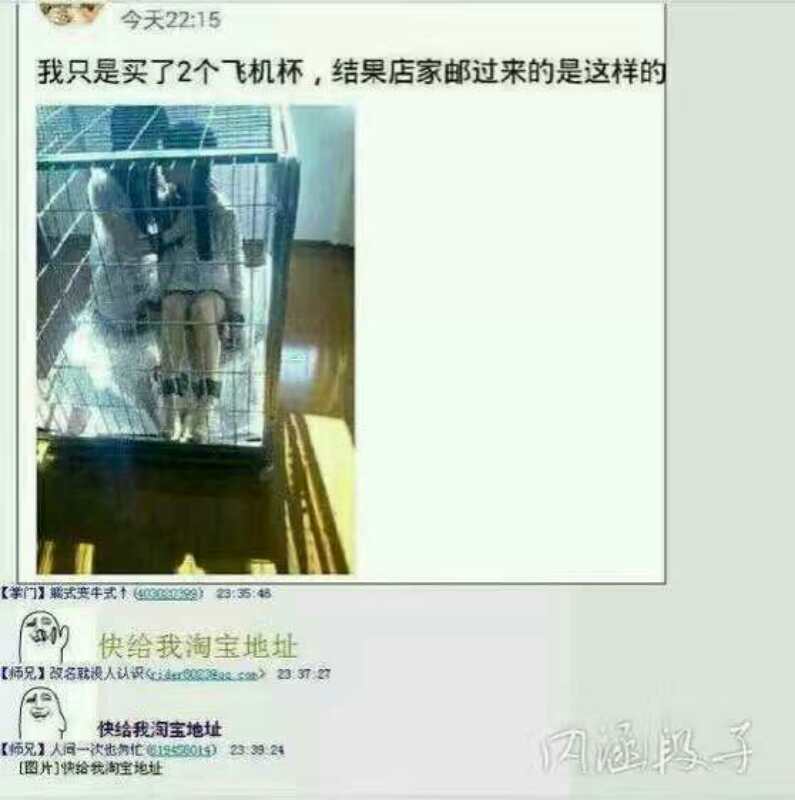 今天22:15
我只是买了2个飞机杯，结果店家邮过来的是这样的
23:35:46
快给我淘宝地址
【师兄】改名就没人认识 23:37:27
快给我淘宝地址
【师兄】人间一次也匆忙 23:39:24
[图片]快给我淘宝地址
内涵段子